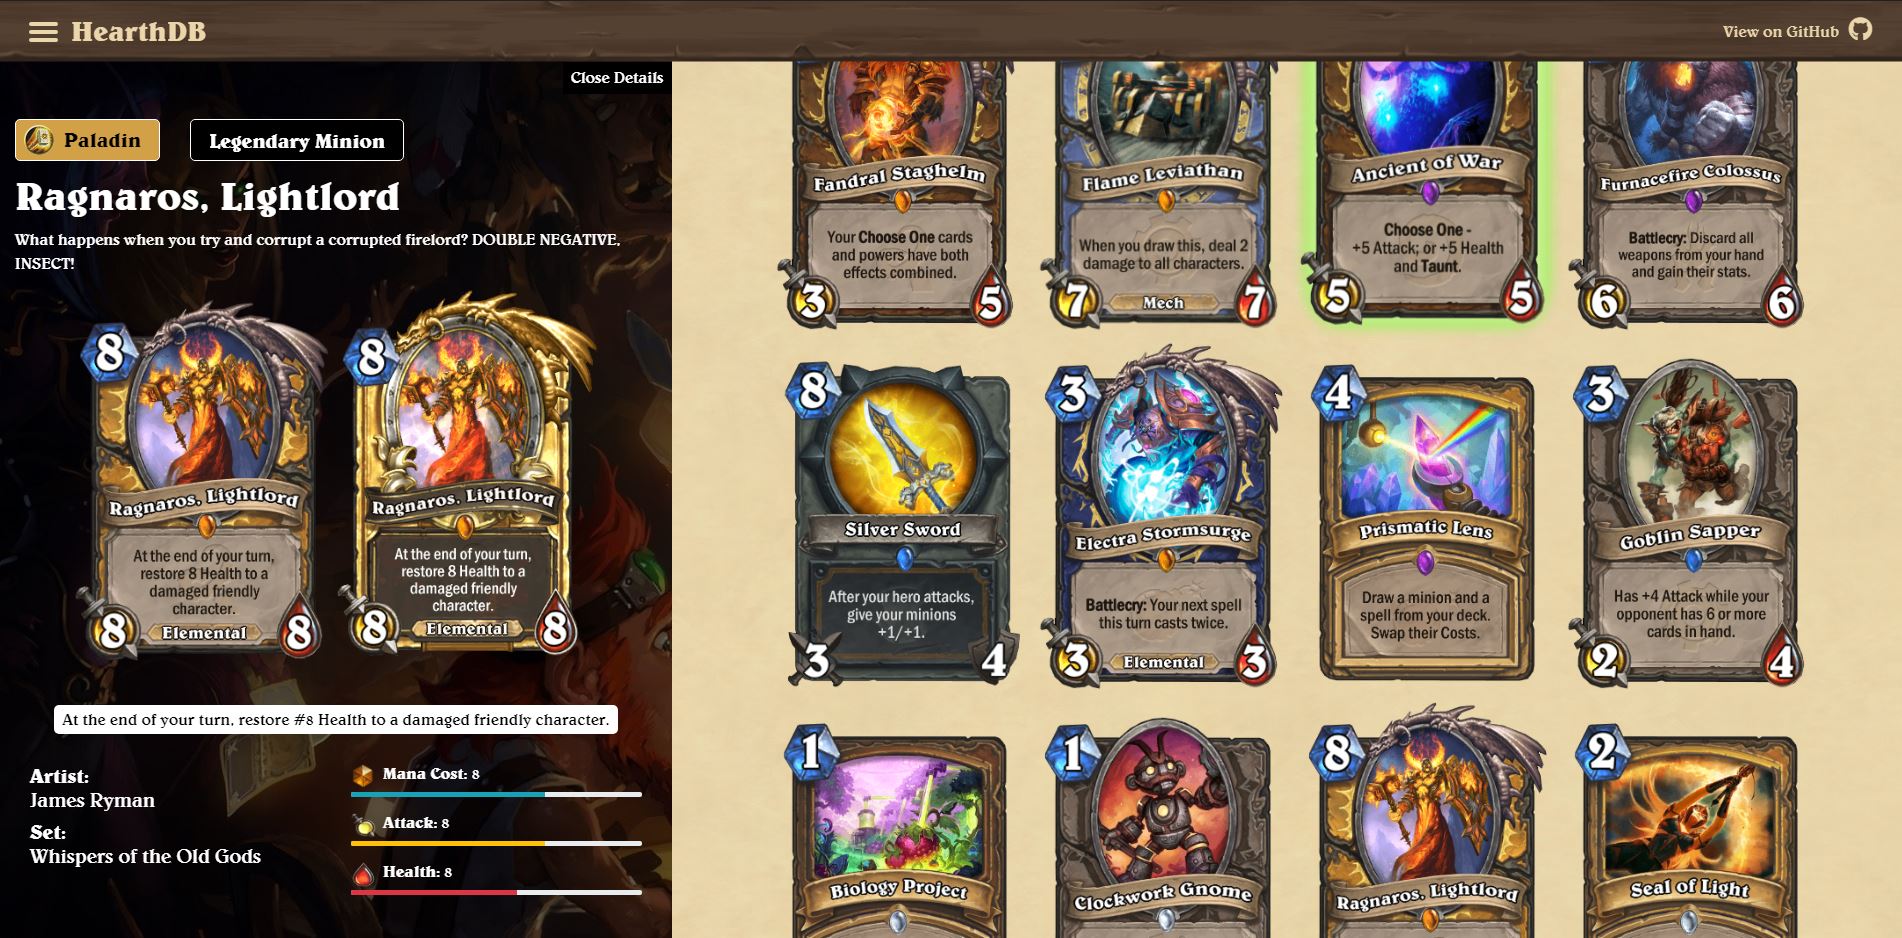 HearthDB
View on GitHub
Close Details
Paladin
Legendary Minion
Ragnaros, Lightlord
What happens when you try and corrupt a corrupted firelord? DOUBLE NEGATIVE,
INSECT!
8
Ragnaros, Lightlord
At the end of your turn,
restore 8 Health to a
damaged friendly
character.
8
Elemental
8
8
Ragnaros, Lightlord
At the end of your turn,
restore 8 Health to a
damaged friendly
character.
8
Elemental
8
At the end of your turn, restore #8 Health to a damaged friendly character.
Artist:
James Ryman
Set:
Whispers of the Old Gods
Mana Cost: 8
Attack: 8
Health: 8
Fandral Staghelm
Your Choose One cards
and powers have both
effects combined.
3
5
Flame Leviathan
When you draw this, deal 2
damage to all characters.
7
Mech
7
Ancient of War
Choose One -
+5 Attack; or +5 Health
and Taunt.
5
5
Furnacefire Colossus
Battlecry: Discard all
weapons from your hand
and gain their stats.
6
6
8
Silver Sword
After your hero attacks,
give your minions
+1/+1.
3
4
3
Electra Stormsurge
Battlecry: Your next spell
this turn casts twice.
3
Elemental
3
4
Prismatic Lens
Draw a minion and a
spell from your deck.
Swap their Costs.
3
Goblin Sapper
Has +4 Attack while your
opponent has 6 or more
cards in hand.
2
4
1
Biology Project
1
Clockwork Gnome
8
Ragnaros, Lightlord
2
Seal of Light